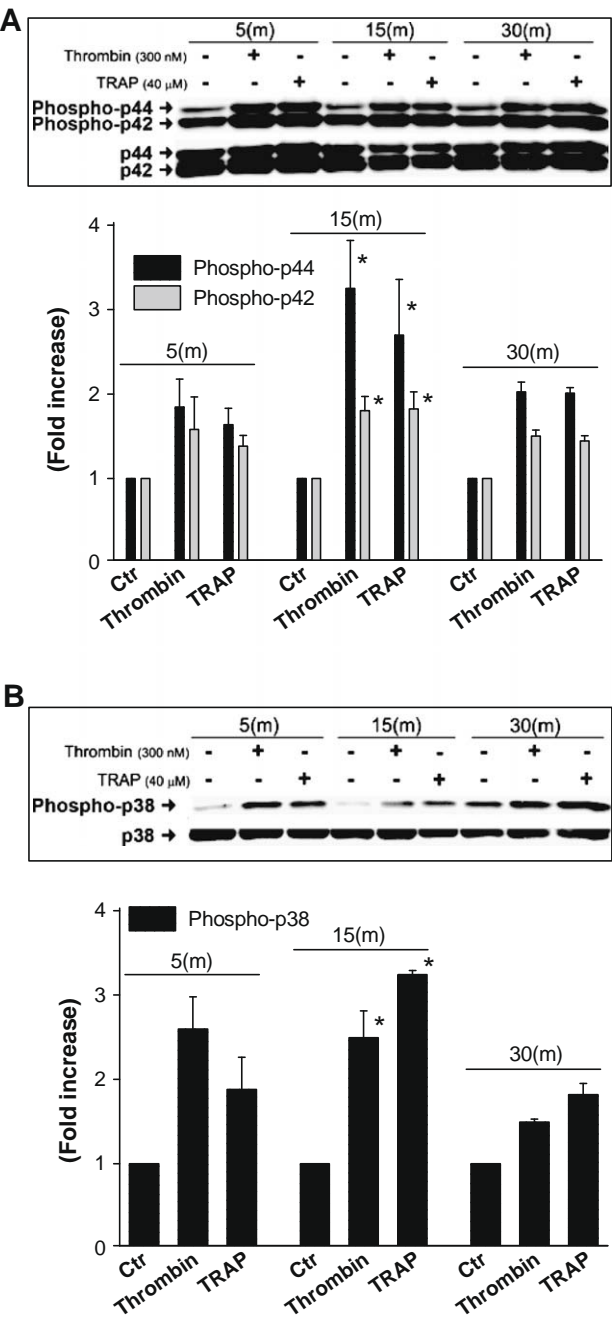 A
5(m) 15(m) 30(m)
Thrombin (300 nM) - + - - + - - + -
TRAP (40 μM) - - + - - + - - +
Phospho-p44 →
Phospho-p42 →
p44 →
p42 →
4
3
2
1
0
(Fold increase)
Phospho-p44
Phospho-p42
5(m)
15(m)
30(m)
* * * *
Ctr Thrombin TRAP Ctr Thrombin TRAP Ctr Thrombin TRAP
B
5(m) 15(m) 30(m)
Thrombin (300 nM) - + - - + - - + -
TRAP (40 μM) - - + - - + - - +
Phospho-p38 →
p38 →
4
3
2
1
0
(Fold increase)
Phospho-p38
5(m)
15(m)
30(m)
* *
Ctr Thrombin TRAP Ctr Thrombin TRAP Ctr Thrombin TRAP